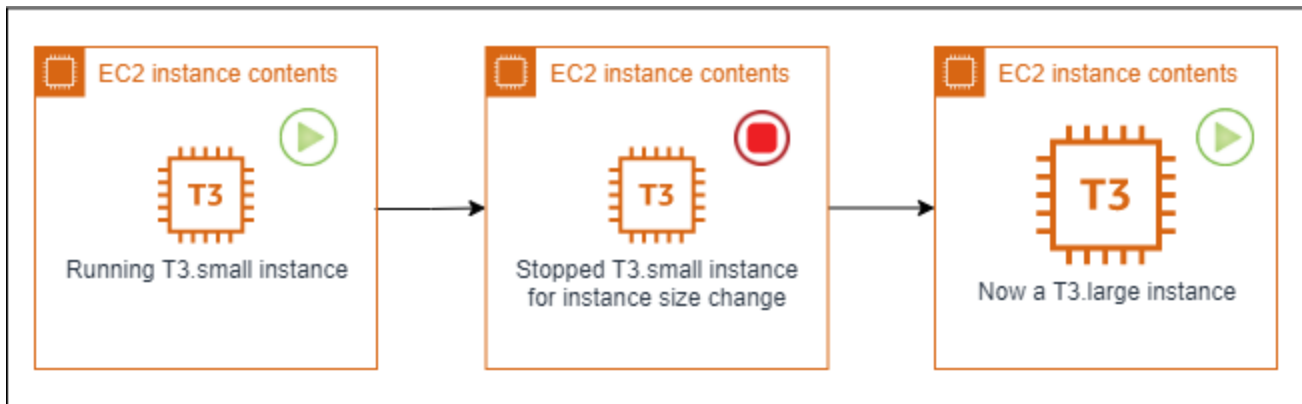 EC2 instance contents
T3
Running T3.small instance
EC2 instance contents
T3
Stopped T3.small instance
for instance size change
EC2 instance contents
T3
Now a T3.large instance